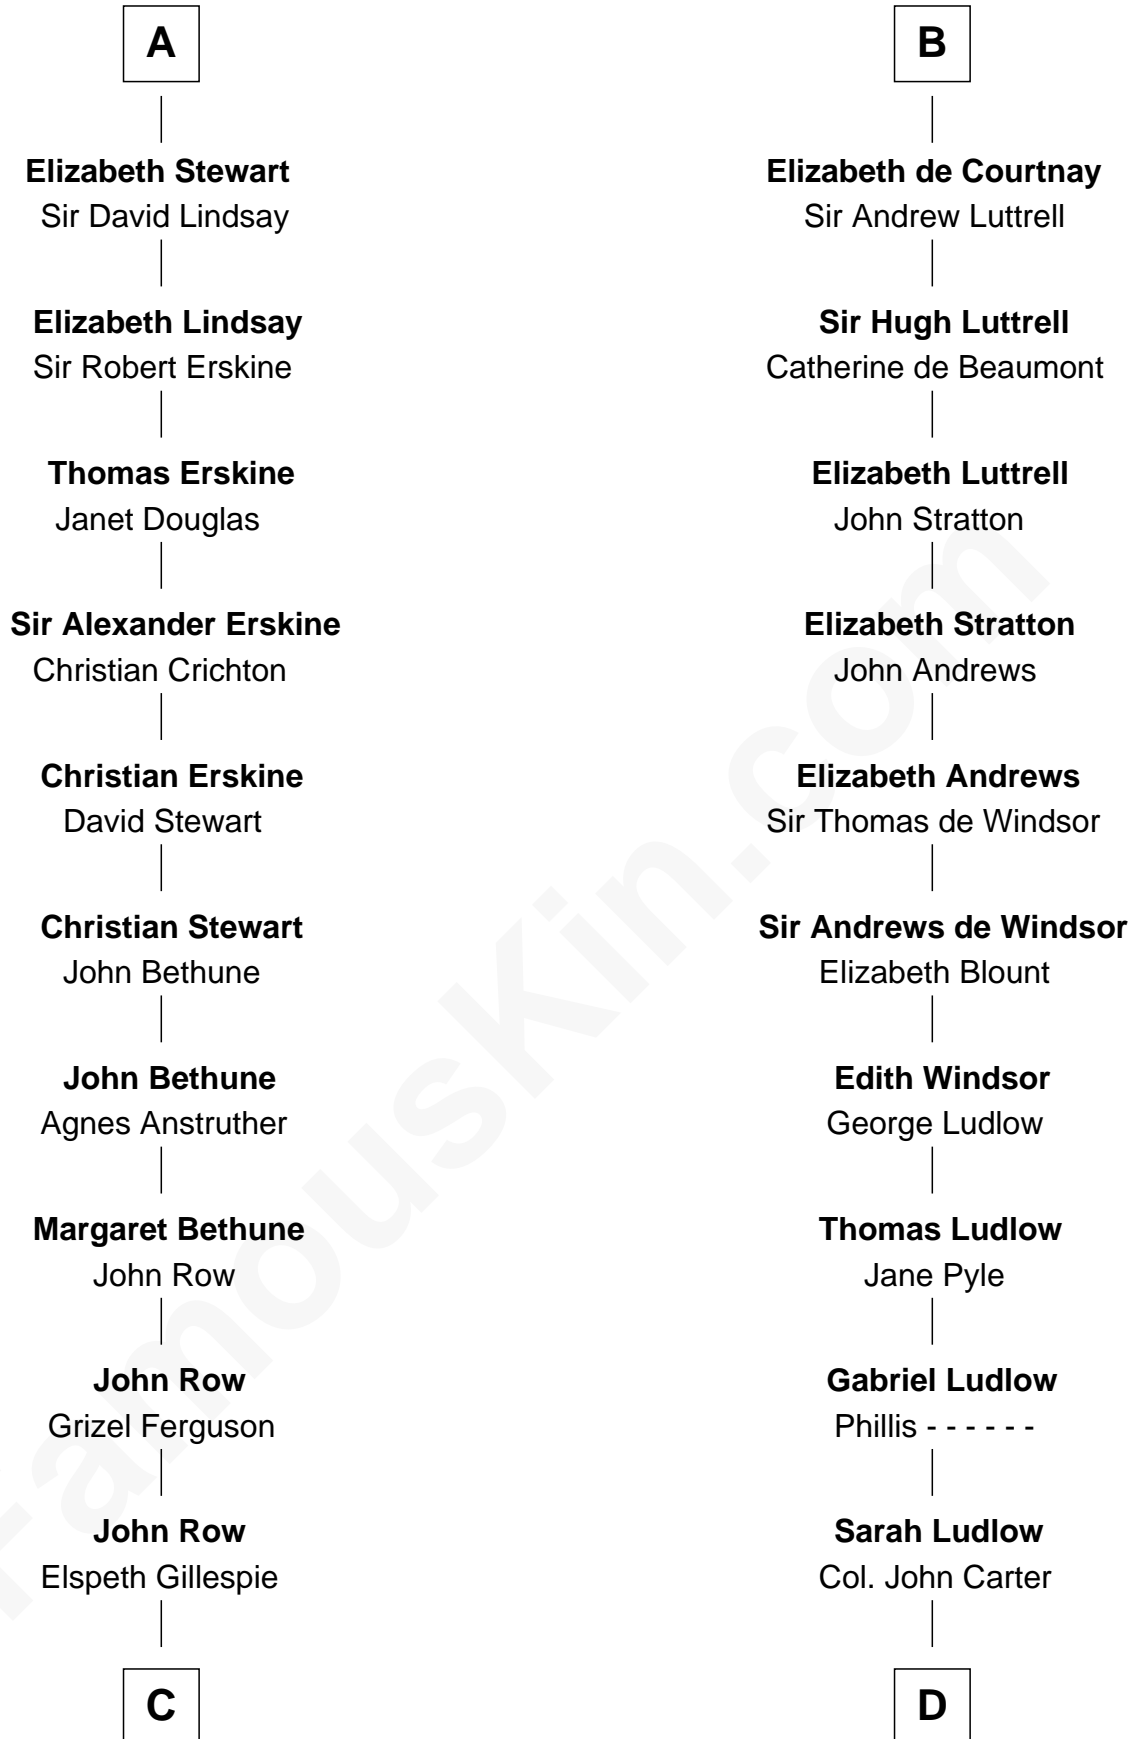 A
Elizabeth Stewart
Sir David Lindsay
Elizabeth Lindsay
Sir Robert Erskine
Thomas Erskine
Janet Douglas
Sir Alexander Erskine
Christian Crichton
Christian Erskine
David Stewart
Christian Stewart
John Bethune
John Bethune
Agnes Anstruther
Margaret Bethune
John Row
John Row
Grizel Ferguson
John Row
Elspeth Gillespie
C
B
Elizabeth de Courtnay
Sir Andrew Luttrell
Sir Hugh Luttrell
Catherine de Beaumont
Elizabeth Luttrell
John Stratton
Elizabeth Stratton
John Andrews
Elizabeth Andrews
Sir Thomas de Windsor
Sir Andrews de Windsor
Elizabeth Blount
Edith Windsor
George Ludlow
Thomas Ludlow
Jane Pyle
Gabriel Ludlow
Phillis - - - - - -
Sarah Ludlow
Col. John Carter
D
FamousKin.com